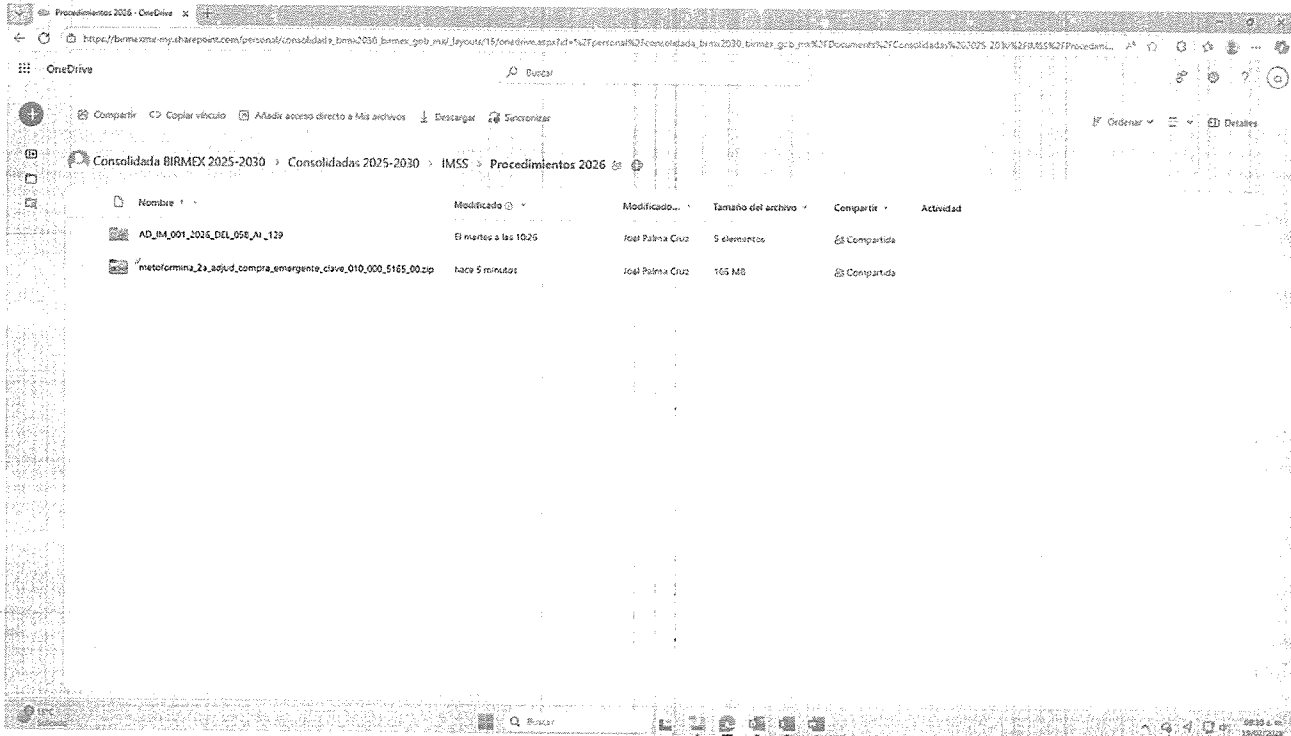 Procedimientos 2026 - OneDrive
OneDrive
Buscar
Compartir Copiar vínculo Añadir acceso directo a Mis archivos Descargar Sincronizar
Ordenar Detalles
Consolidada BIRMEX 2025-2030 > Consolidadas 2025-2030 > IMSS > Procedimientos 2026
Nombre Modificado Modificado... Tamaño del archivo Compartir Actividad
AD_IM_001_2026_DEL_058_AL_129 El martes a las 10:26 Joel Palma Cruz 5 elementos Compartida
metoformina_2a_adjud_compra_emergente_clave_010_000_5165_00.zip hace 5 minutos Joel Palma Cruz 165 MB Compartida
Buscar